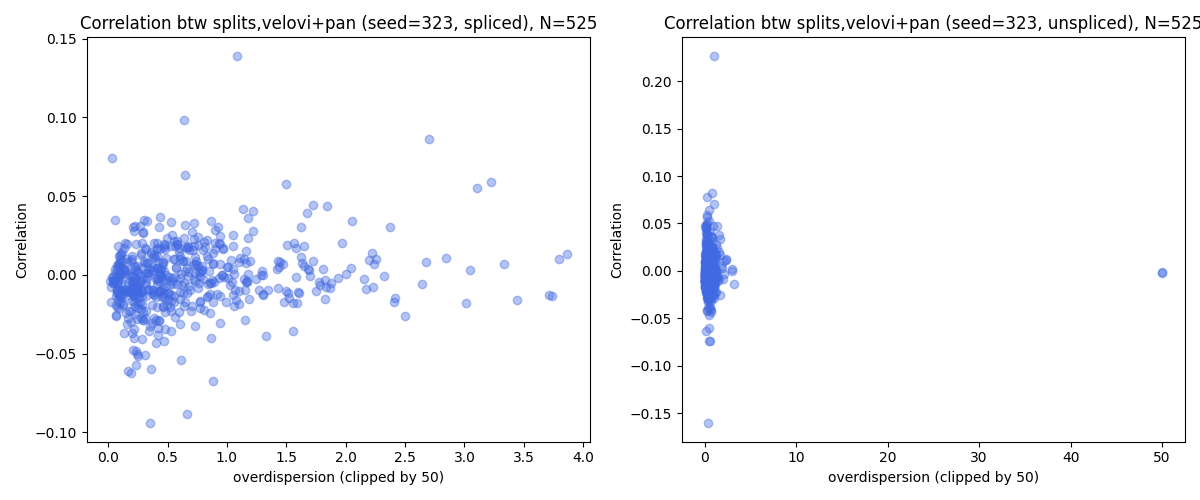 Correlation btw splits,velovi+pan (seed=323, spliced), N=525
Correlation
0.15
0.10
0.05
0.00
−0.05
−0.10
0.0 0.5 1.0 1.5 2.0 2.5 3.0 3.5 4.0
overdispersion (clipped by 50)
Correlation btw splits,velovi+pan (seed=323, unspliced), N=525
Correlation
0.20
0.15
0.10
0.05
0.00
−0.05
−0.10
−0.15
0 10 20 30 40 50
overdispersion (clipped by 50)